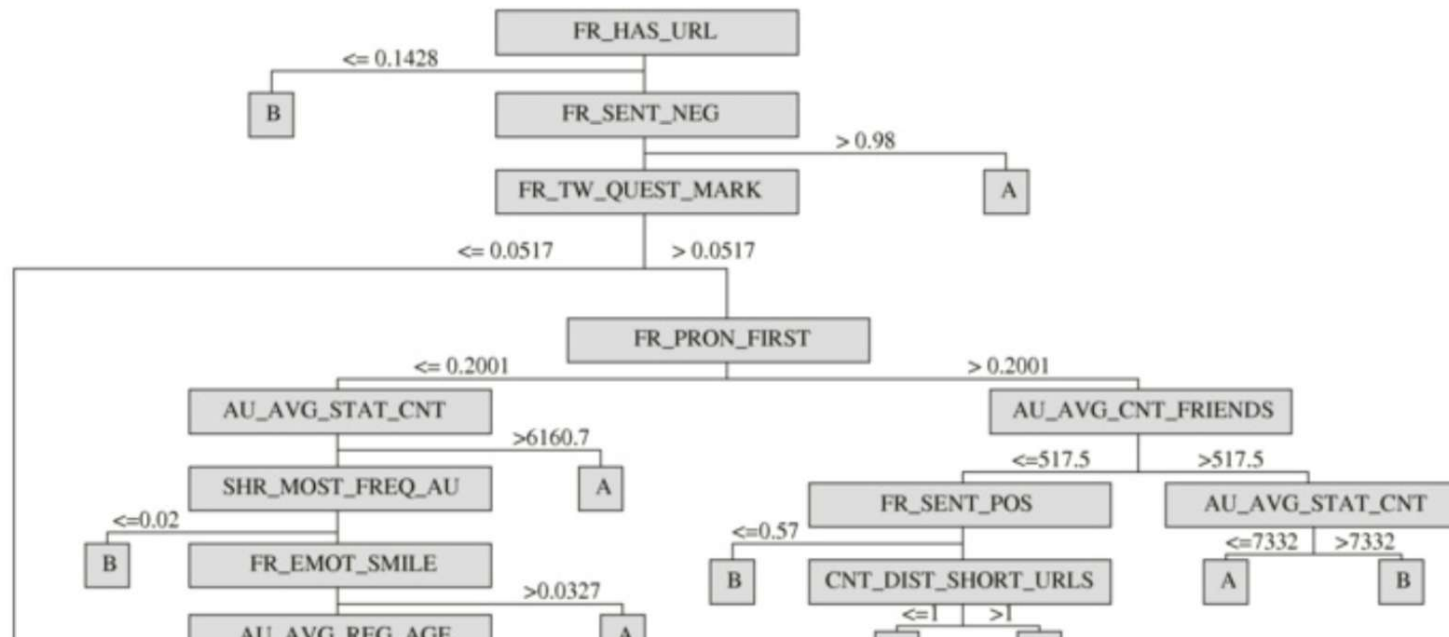 FR_HAS_URL
<= 0.1428
B
FR_SENT_NEG
> 0.98
FR_TW_QUEST_MARK
A
<= 0.0517
> 0.0517
FR_PRON_FIRST
<= 0.2001
> 0.2001
AU_AVG_STAT_CNT
AU_AVG_CNT_FRIENDS
>6160.7
<=517.5
>517.5
SHR_MOST_FREQ_AU
A
FR_SENT_POS
AU_AVG_STAT_CNT
<=0.02
<=0.57
<=7332
>7332
B
FR_EMOT_SMILE
B
CNT_DIST_SHORT_URLS
A
B
>0.0327
<=1
>1
AU_AVG_REG_AGE
A